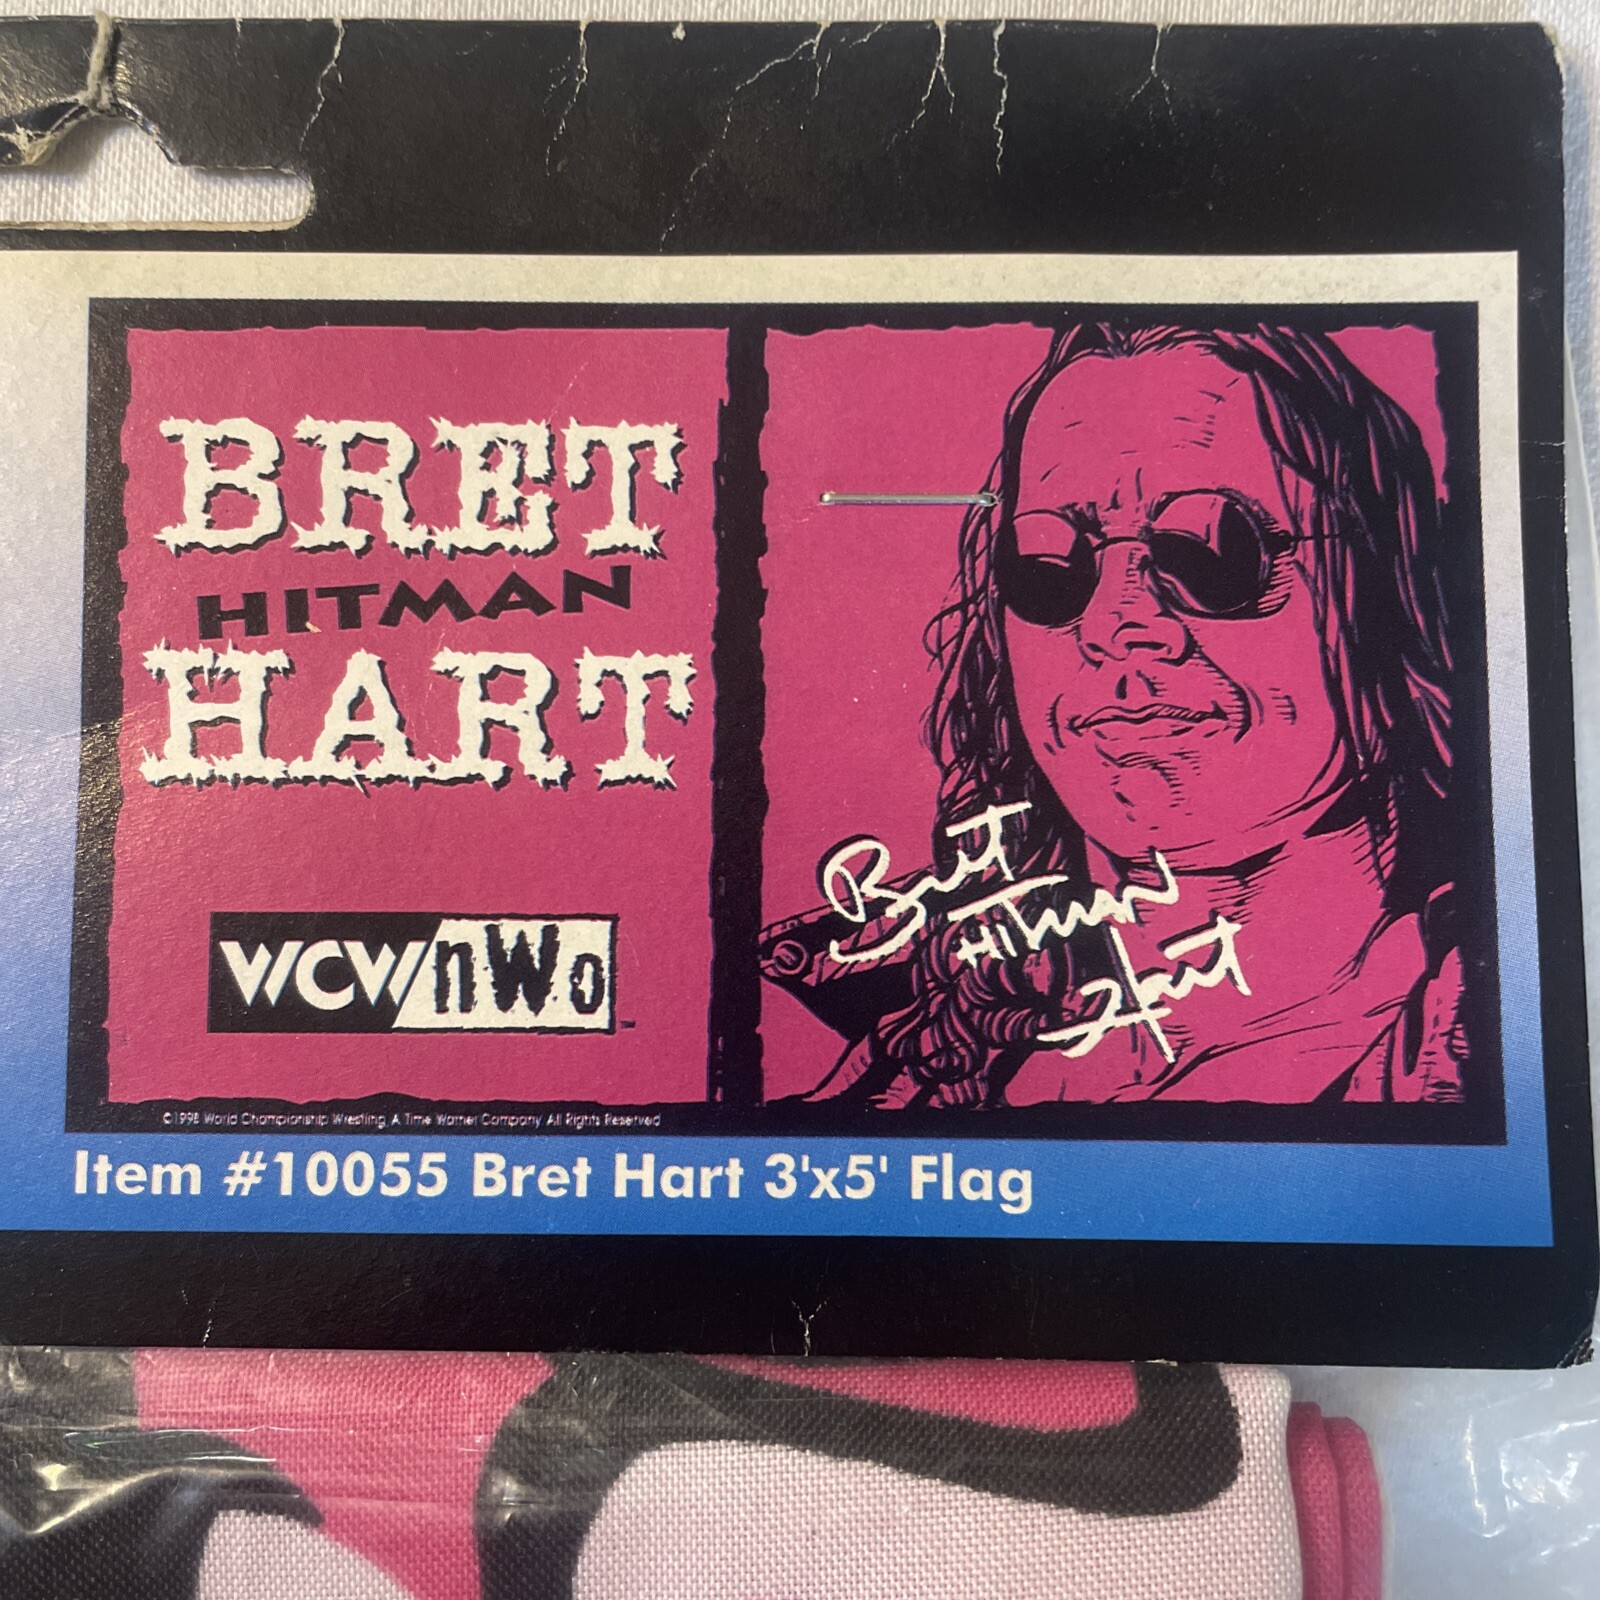 BRET
HITMAN
HART
WCW/nWo
™
Bret
Hitman
Hart
©1998 World Championship Wrestling, A Time Warner Company. All Rights Reserved
Item #10055 Bret Hart 3'x5' Flag